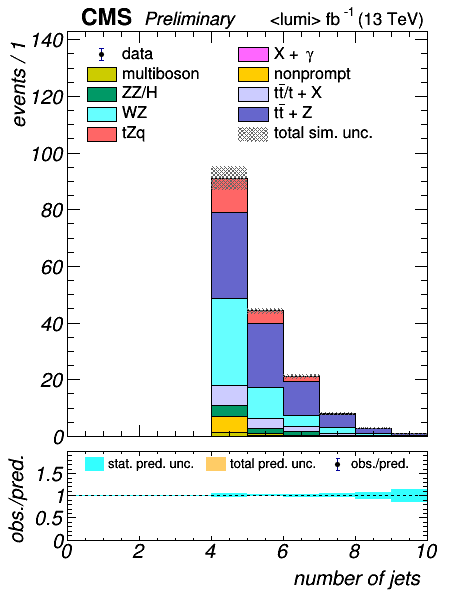 CMS Preliminary <lumi> fb⁻¹ (13 TeV)
events / 1
140
120
100
80
60
40
20
0
data
multiboson
ZZ/H
WZ
tZq
X + γ
nonprompt
tt̄/t + X
tt̄ + Z
total sim. unc.
obs./pred.
1.5
1
0.5
0
stat. pred. unc. total pred. unc. obs./pred.
0 2 4 6 8 10
number of jets